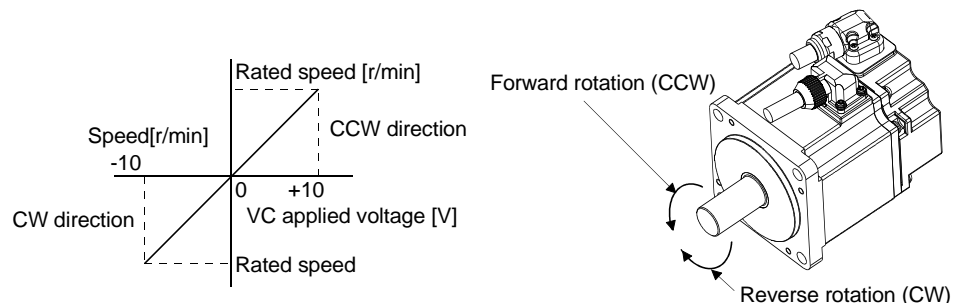 Rated speed [r/min]
CCW direction
Speed[r/min]
-10
0
+10
CW direction
VC applied voltage [V]
Rated speed
Forward rotation (CCW)
Reverse rotation (CW)